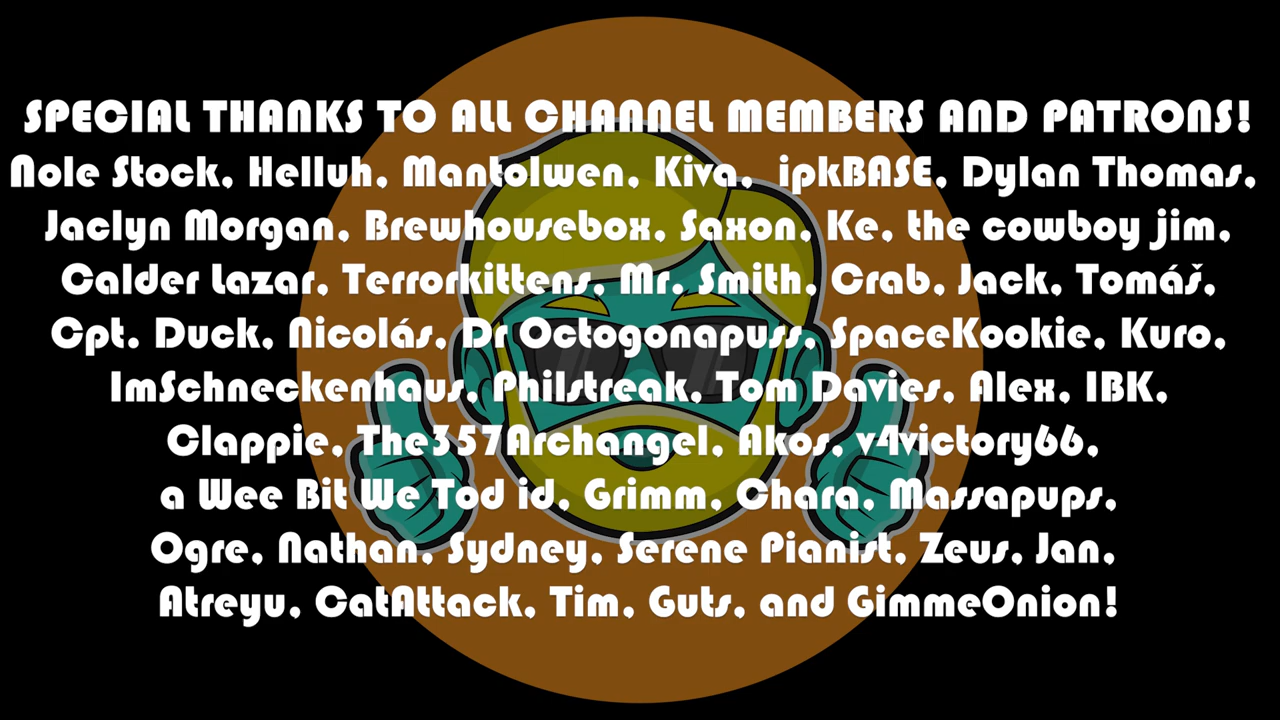 SPECIAL THANKS TO ALL CHANNEL MEMBERS AND PATRONS!
Nole Stock, Helluh, Mantolwen, Kiva, ipkBASE, Dylan Thomas,
Jaclyn Morgan, Brewhousebox, Saxon, Ke, the cowboy jim,
Calder Lazar, Terrorkittens, Mr. Smith, Crab, Jack, Tomáš,
Cpt. Duck, Nicolás, Dr Octogonapuss, SpaceKookie, Kuro,
ImSchneckenhaus, Philstreak, Tom Davies, Alex, IBK,
Clappie, The357Archangel, Akos, v4victory66,
a Wee Bit We Tod id, Grimm, Chara, Massapups,
Ogre, Nathan, Sydney, Serene Pianist, Zeus, Jan,
Atreyu, CatAttack, Tim, Guts, and GimmeOnion!